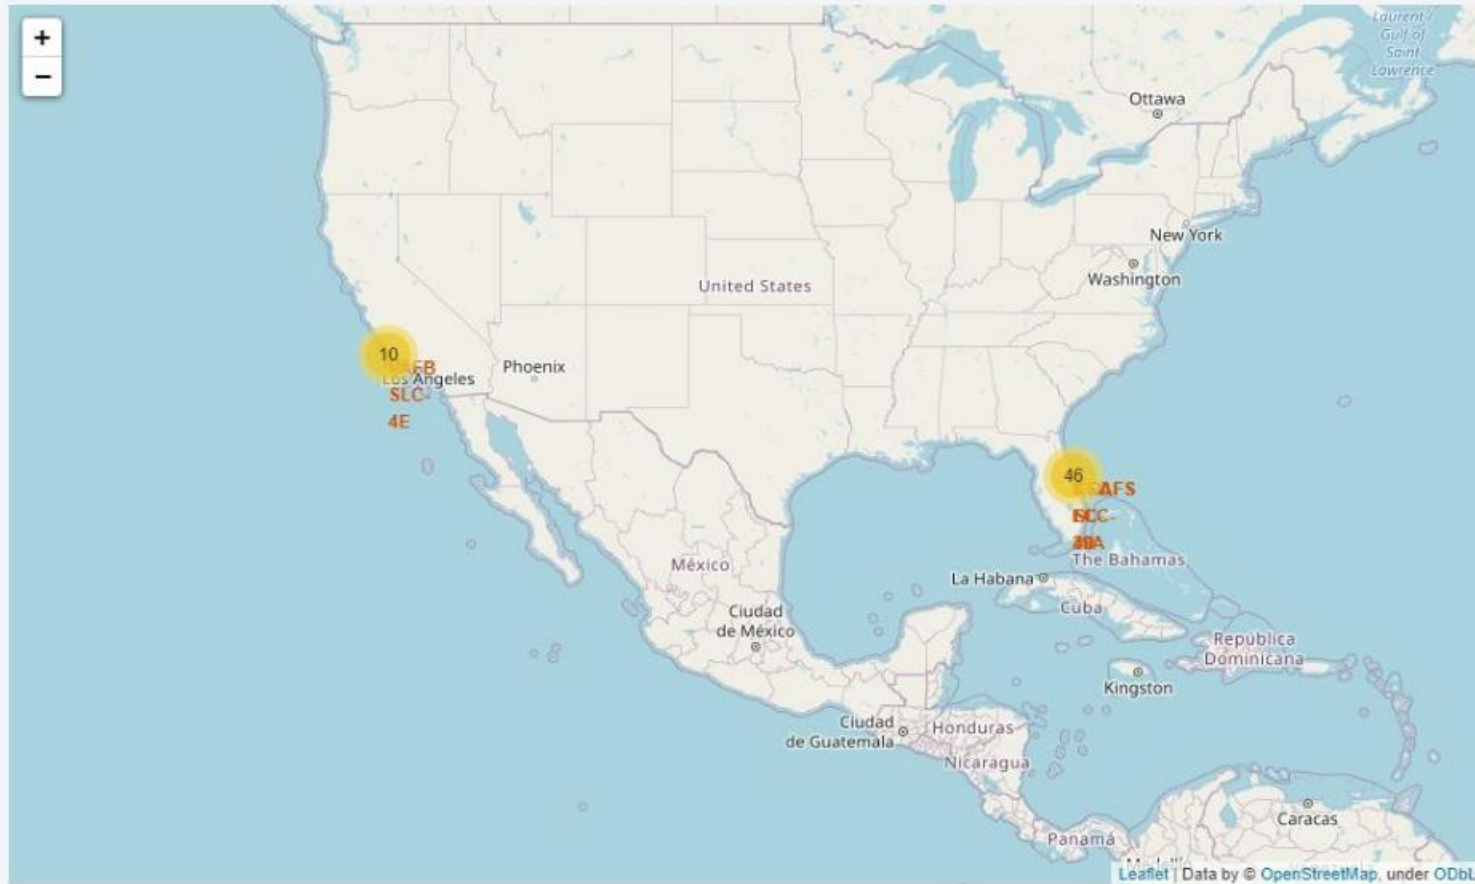 +
−
Laurent /
Gulf of
Saint
Lawrence
Ottawa
New York
Washington
United States
10
Phoenix
AFB
Los Angeles
SLC-
4E
46
AFS
The Bahamas
La Habana
México
Cuba
Ciudad
de México
República
Dominicana
Kingston
Ciudad
de Guatemala
Honduras
Nicaragua
Caracas
Panamá
Leaflet | Data by © OpenStreetMap, under ODbL